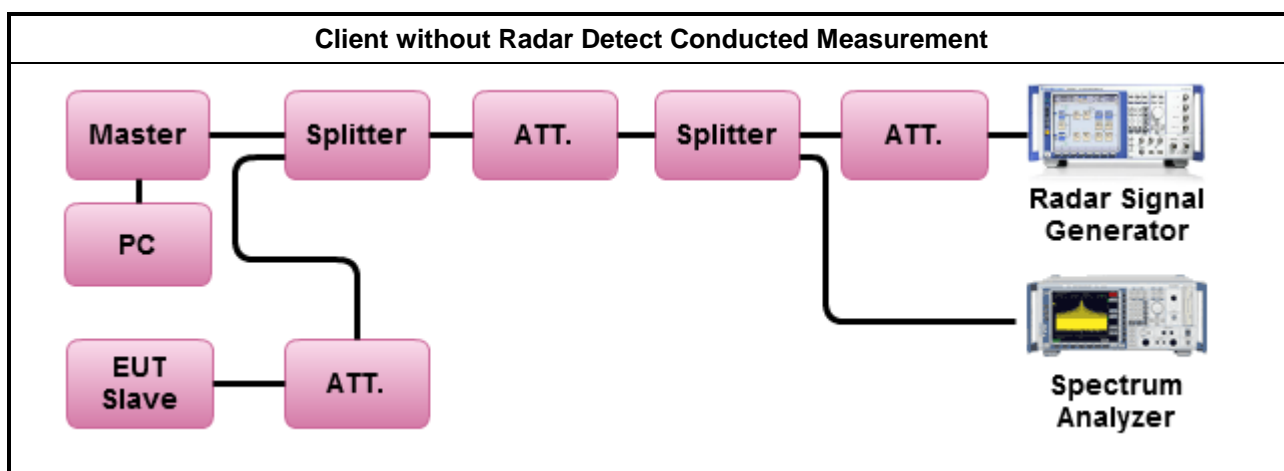 Client without Radar Detect Conducted Measurement
Master
Splitter
ATT.
Splitter
ATT.
Radar Signal
Generator
PC
EUT
Slave
ATT.
Spectrum
Analyzer